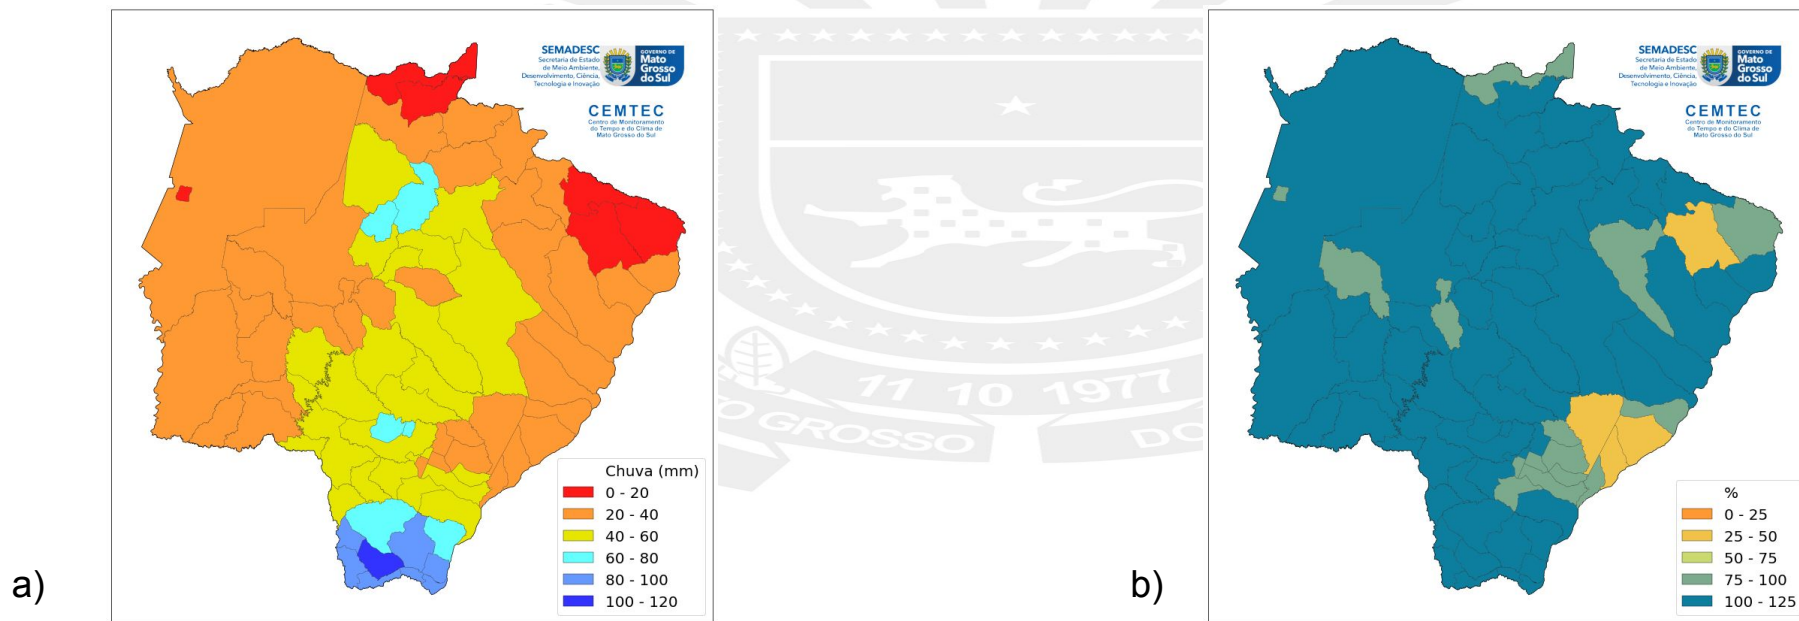 SEMADESC
Secretaria de Estado
de Meio Ambiente,
Desenvolvimento, Ciência,
Tecnologia e Inovação
GOVERNO DE
Mato
Grosso
do Sul
CEMTEC
Centro de Monitoramento
do Tempo e do Clima de
Mato Grosso do Sul
Chuva (mm)
0 - 20
20 - 40
40 - 60
60 - 80
80 - 100
100 - 120
a)
11 10 1977
TO GROSSO
DO
SEMADESC
Secretaria de Estado
de Meio Ambiente,
Desenvolvimento, Ciência,
Tecnologia e Inovação
GOVERNO DE
Mato
Grosso
do Sul
CEMTEC
Centro de Monitoramento
do Tempo e do Clima de
Mato Grosso do Sul
%
0 - 25
25 - 50
50 - 75
75 - 100
100 - 125
b)